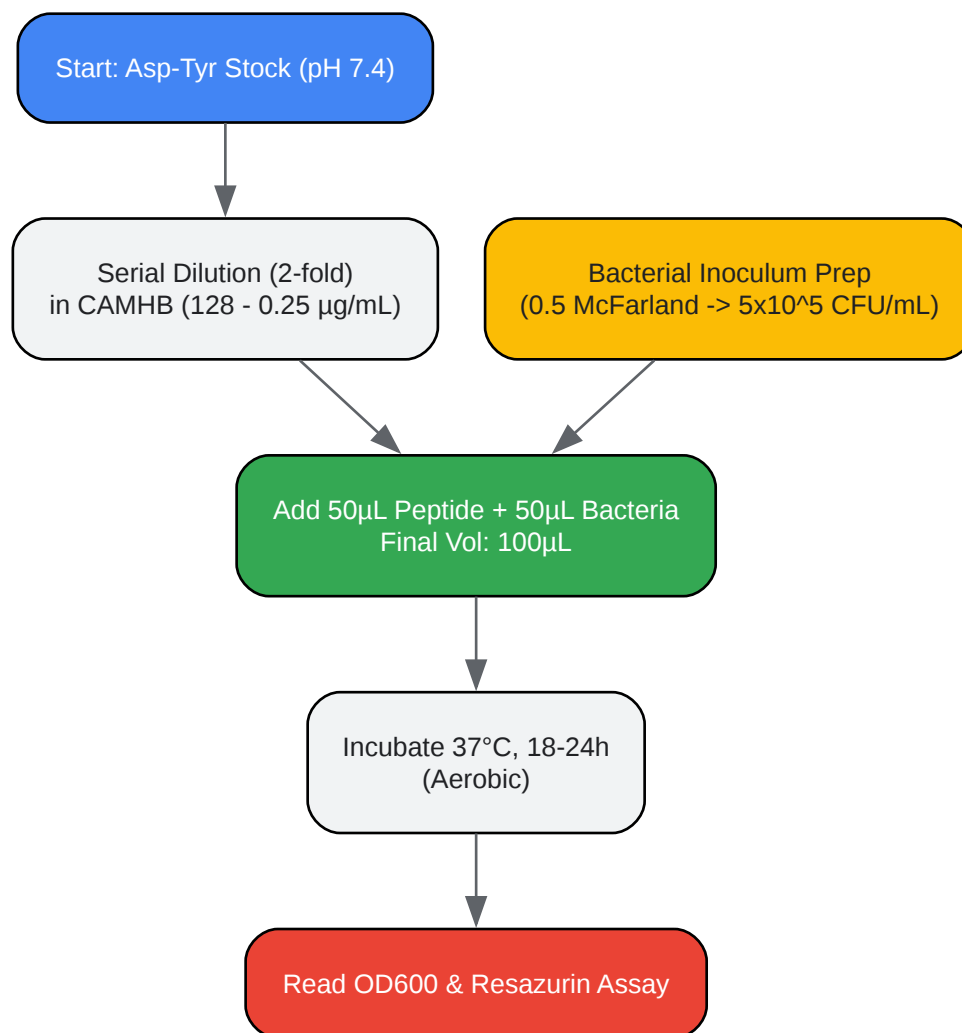 Start: Asp-Tyr Stock (pH 7.4)
Serial Dilution (2-fold)
in CAMHB (128 - 0.25 µg/mL)
Bacterial Inoculum Prep
(0.5 McFarland -> 5x10^5 CFU/mL)
Add 50µL Peptide + 50µL Bacteria
Final Vol: 100µL
Incubate 37°C, 18-24h
(Aerobic)
Read OD600 & Resazurin Assay